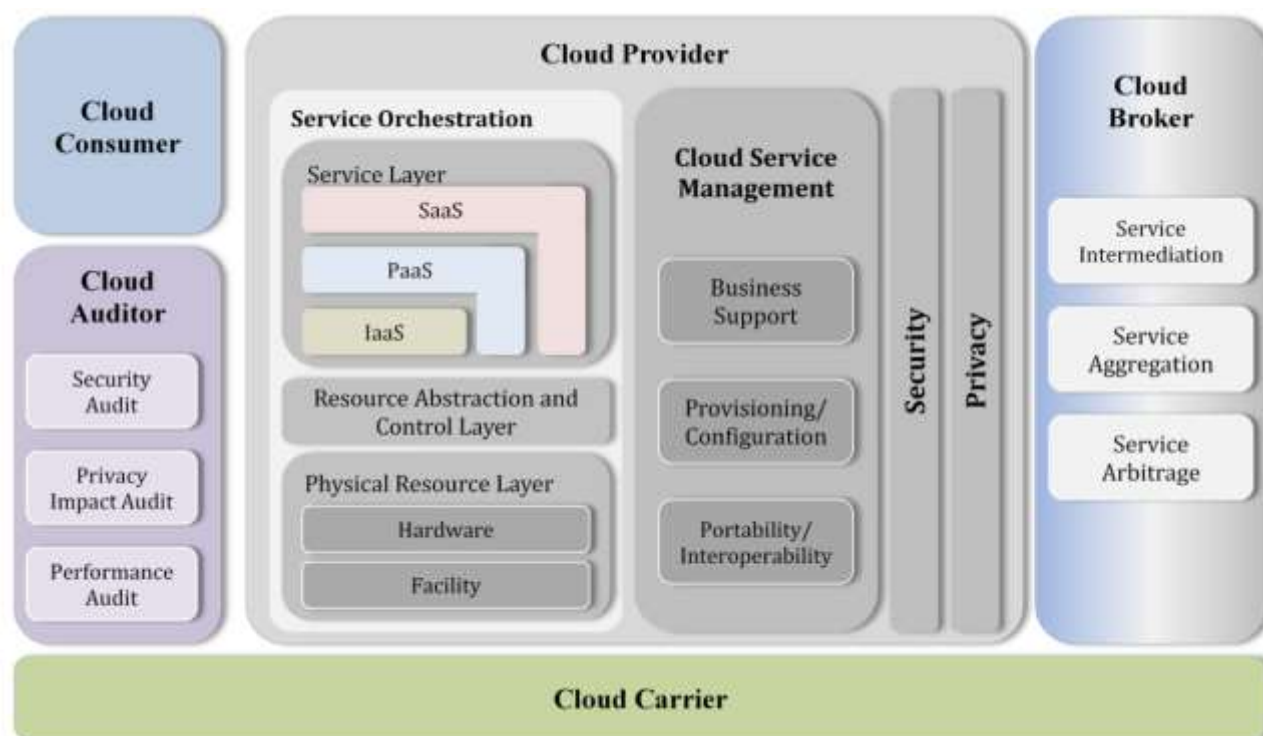 Cloud
Consumer
Cloud
Auditor
Security
Audit
Privacy
Impact Audit
Performance
Audit
Cloud Provider
Service Orchestration
Service Layer
SaaS
PaaS
IaaS
Resource Abstraction and
Control Layer
Physical Resource Layer
Hardware
Facility
Cloud Service
Management
Business
Support
Provisioning/
Configuration
Portability/
Interoperability
Security
Privacy
Cloud
Broker
Service
Intermediation
Service
Aggregation
Service
Arbitrage
Cloud Carrier